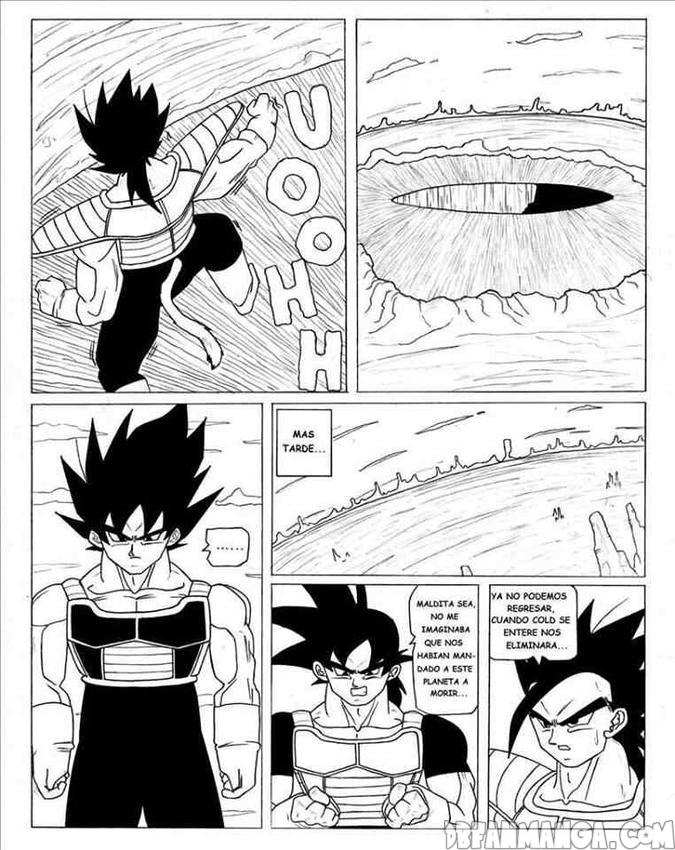 UOOHH
......
MAS
TARDE...
MALDITA SEA,
NO ME
IMAGINABA
QUE NOS
HABIAN MAN-
DADO A ESTE
PLANETA A
MORIR...
YA NO PODEMOS
REGRESAR,
CUANDO COLD SE
ENTERE NOS
ELIMINARA...
DBFANMANGA.COM